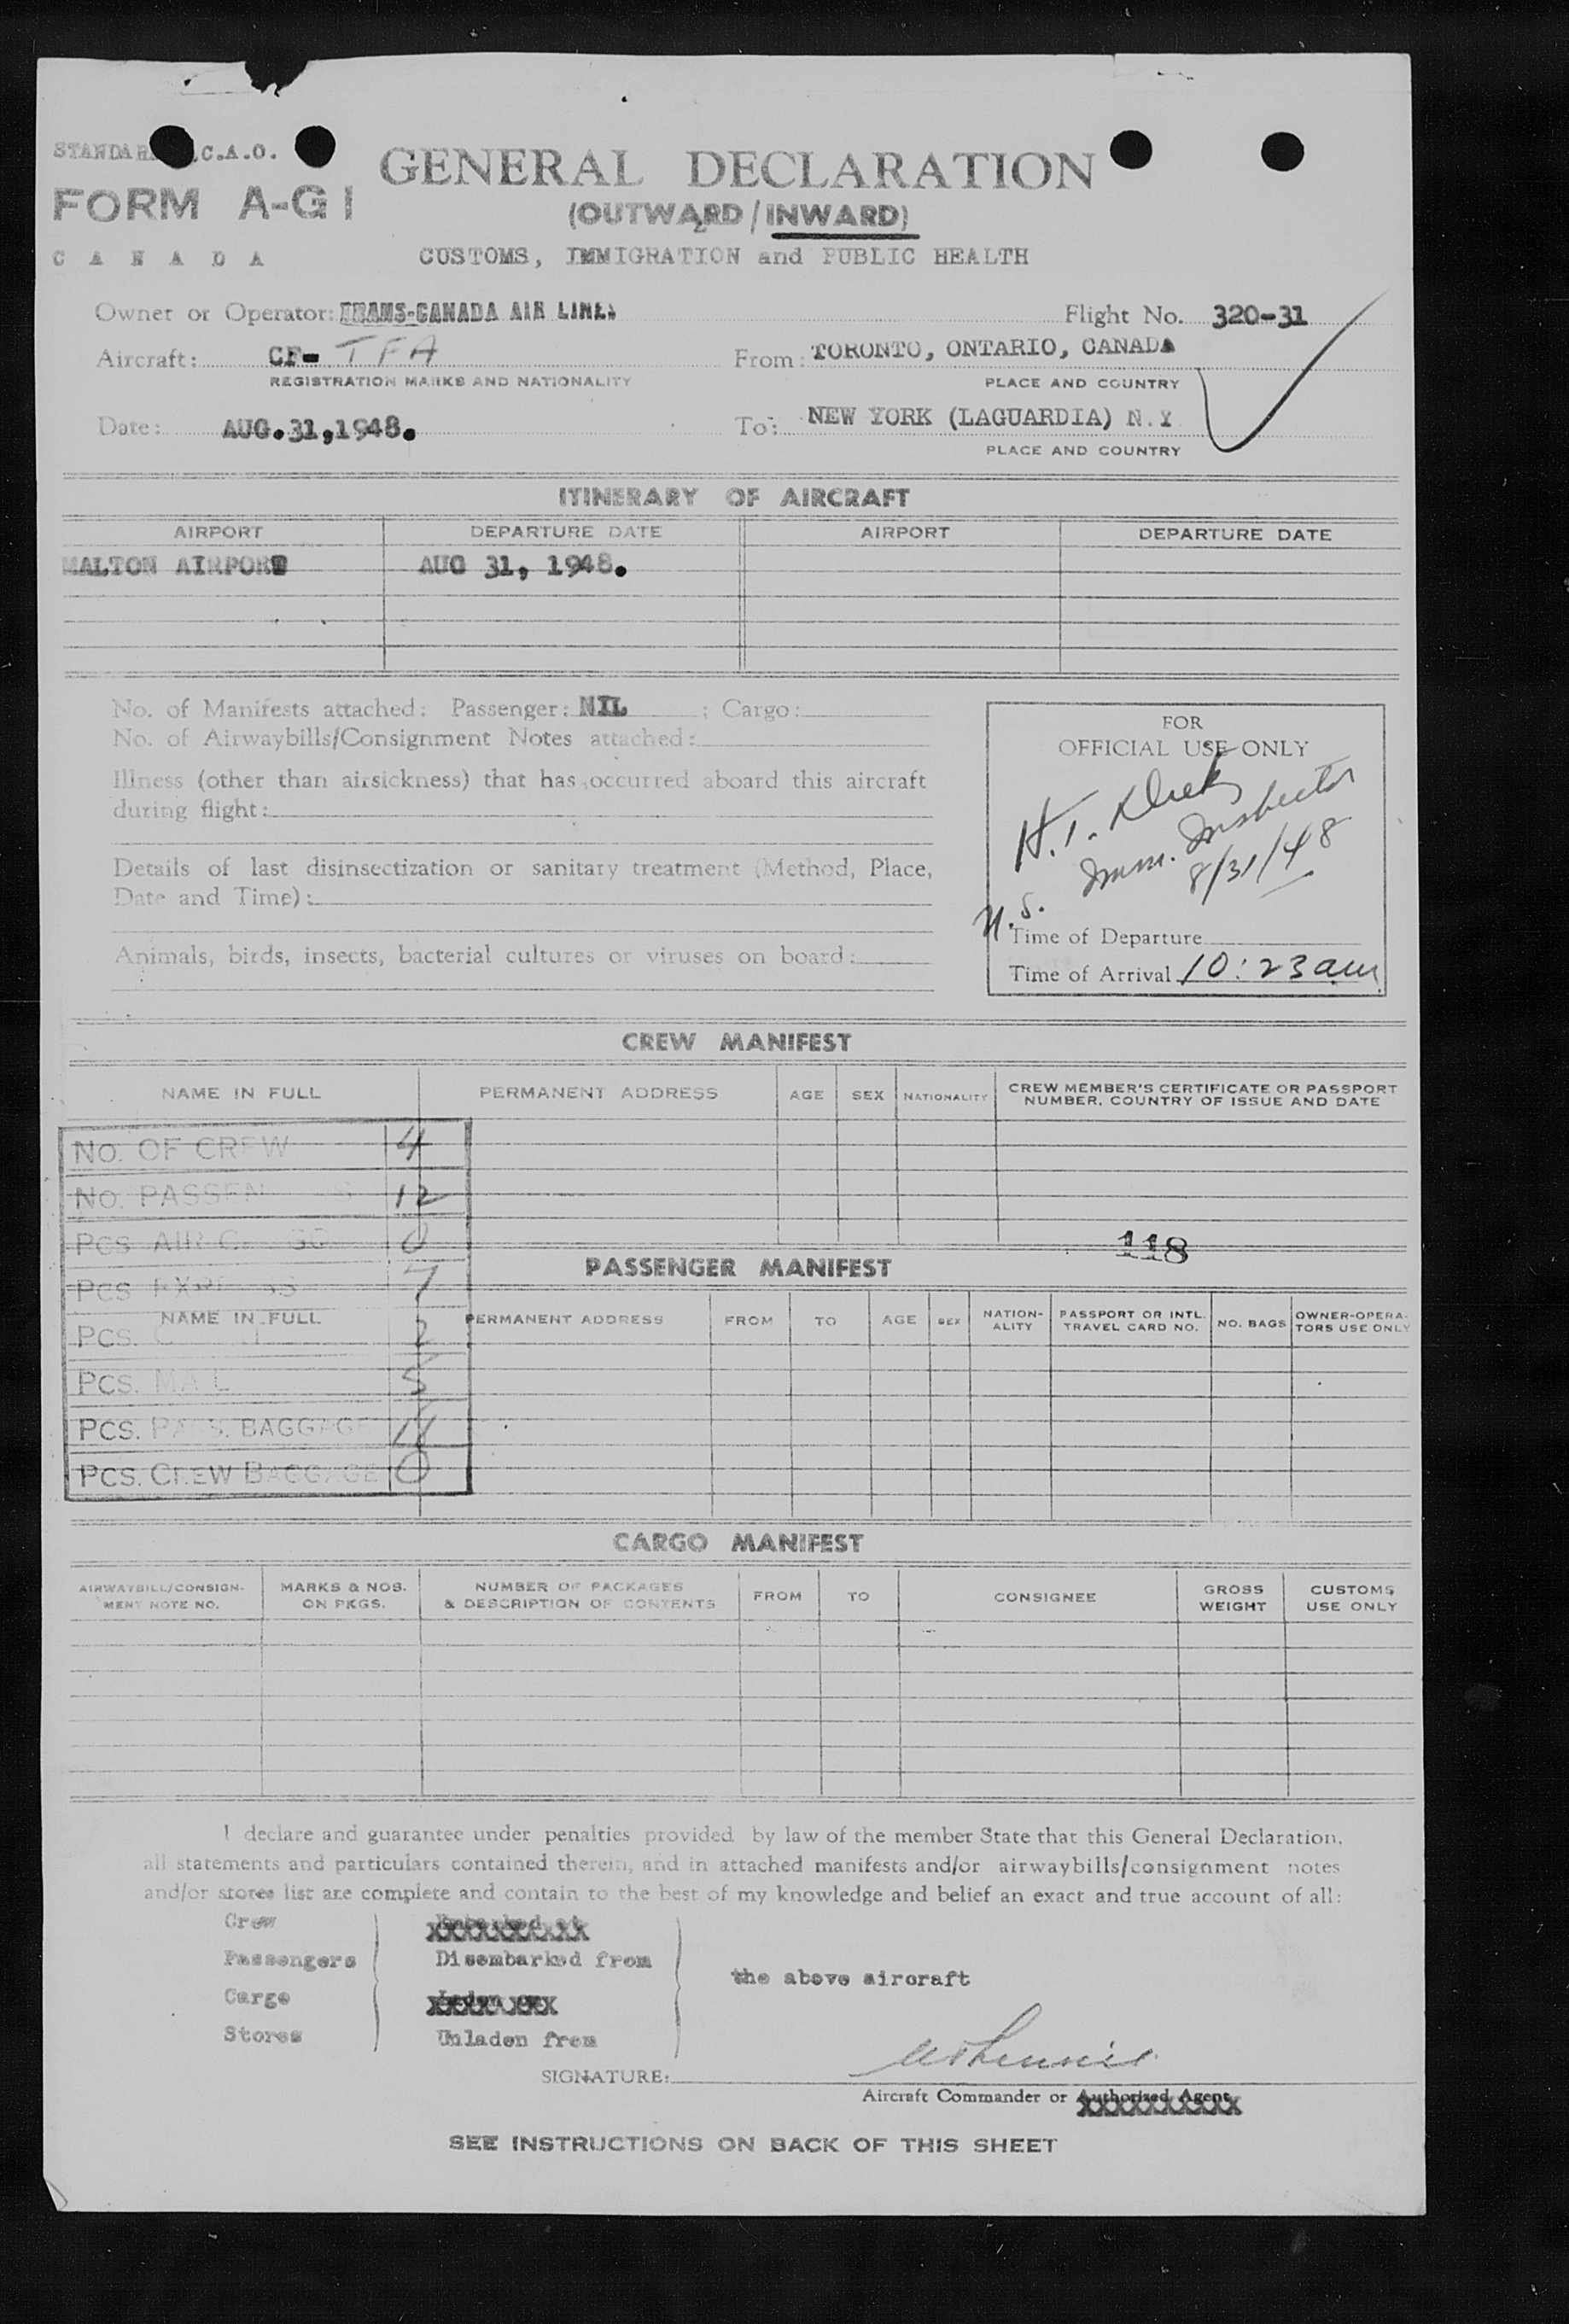 C.A.O.
FORM A-G1
CANADA
GENERAL DECLARATION
(OUTWARD/INWARD)
CUSTOMS, IMMIGRATION and PUBLIC HEALTH
Owner or Operator: TRANS-CANADA AIR LINES
Flight No. 320-31
Aircraft: CF- TFA
REGISTRATION MARKS AND NATIONALITY
From: TORONTO, ONTARIO, CANADA
PLACE AND COUNTRY
Date: AUG.31,1948.
To: NEW YORK (LAGUARDIA) N.Y
PLACE AND COUNTRY
ITINERARY OF AIRCRAFT
AIRPORT DEPARTURE DATE AIRPORT DEPARTURE DATE
MALTON AIRPORT AUG 31, 1948.
No. of Manifests attached: Passenger: NIL ; Cargo:
No. of Airwaybills/Consignment Notes attached:
Illness (other than airsickness) that has occurred aboard this aircraft
during flight:
Details of last disinsectization or sanitary treatment (Method, Place,
Date and Time):
Animals, birds, insects, bacterial cultures or viruses on board:
FOR
OFFICIAL USE ONLY
H.T.
U.S. Imm. Inspector
8/31/48
Time of Departure
Time of Arrival 10:23 am
CREW MANIFEST
NAME IN FULL PERMANENT ADDRESS AGE SEX NATIONALITY CREW MEMBER'S CERTIFICATE OR PASSPORT
NUMBER, COUNTRY OF ISSUE AND DATE
No. OF CREW 4
No. PASSEN 12
Pcs AIR C GO 0
118
PASSENGER MANIFEST
Pcs EXPRESS 7
NAME IN FULL PERMANENT ADDRESS FROM TO AGE SEX NATION-
ALITY PASSPORT OR INTL.
TRAVEL CARD NO. NO. BAGS OWNER-OPERA-
TORS USE ONLY
Pcs. 2
Pcs. MAIL 5
Pcs. PASS. BAGGAGE 11
Pcs. CREW BAGGAGE 0
CARGO MANIFEST
AIRWAYBILL/CONSIGN-
MENT NOTE NO. MARKS & NOS.
ON PKGS. NUMBER OF PACKAGES
& DESCRIPTION OF CONTENTS FROM TO CONSIGNEE GROSS
WEIGHT CUSTOMS
USE ONLY
I declare and guarantee under penalties provided by law of the member State that this General Declaration,
all statements and particulars contained therein, and in attached manifests and/or airwaybills/consignment notes
and/or stores list are complete and contain to the best of my knowledge and belief an exact and true account of all:
Crew
Passengers Disembarked from
the above aircraft
Cargo
Stores Unladen from
SIGNATURE:
Aircraft Commander or Authorized Agent
SEE INSTRUCTIONS ON BACK OF THIS SHEET